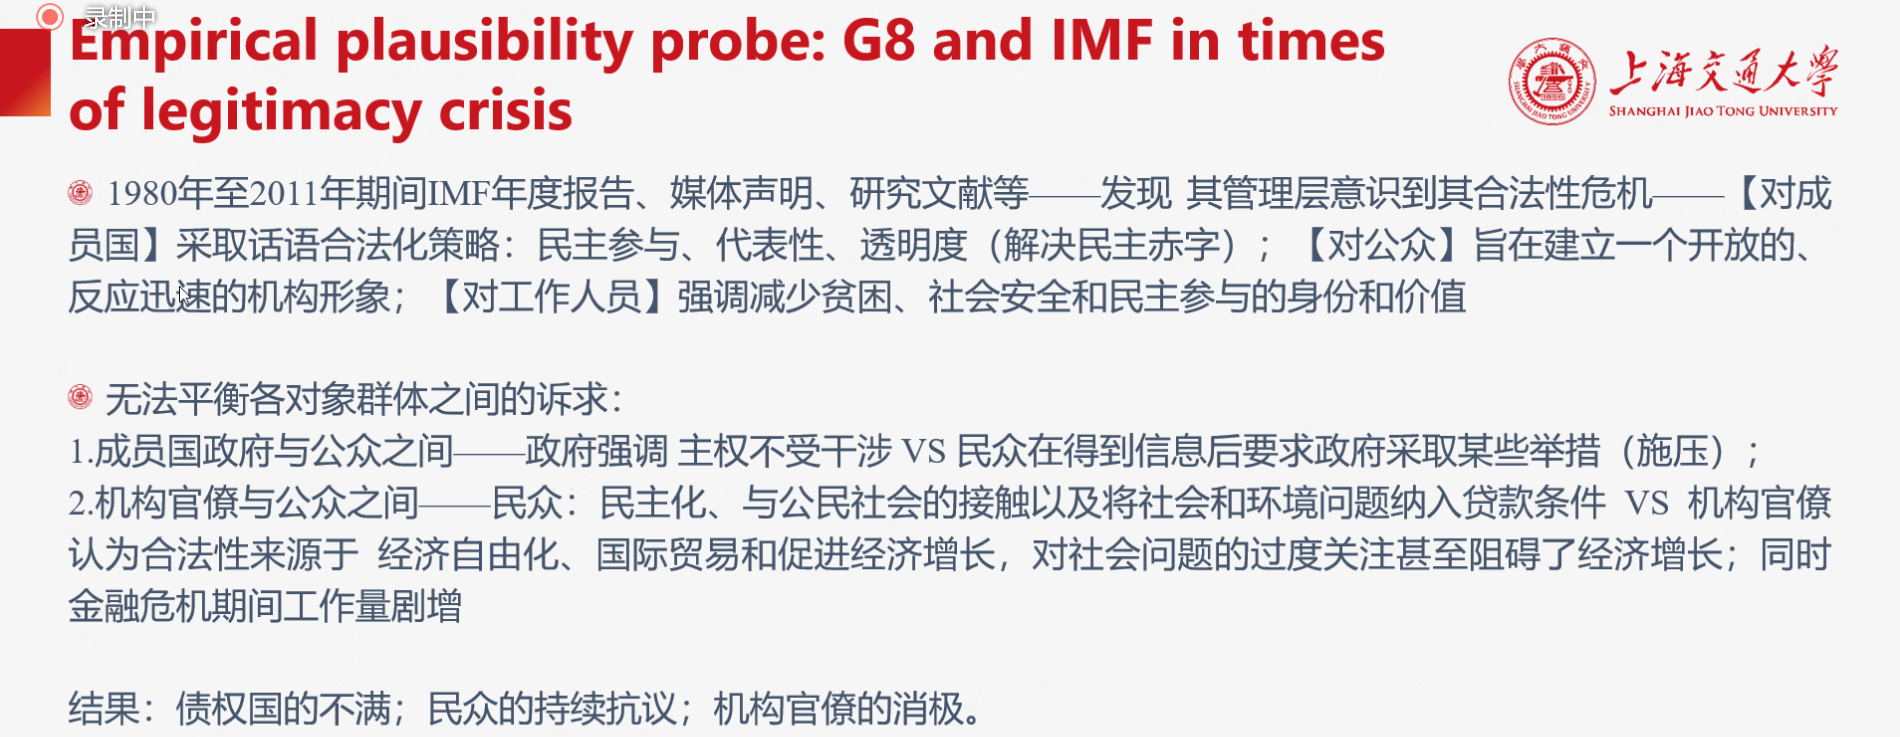 录制中
Empirical plausibility probe: G8 and IMF in times
of legitimacy crisis
上海交通大学
SHANGHAI JIAO TONG UNIVERSITY
1980年至2011年期间IMF年度报告、媒体声明、研究文献等——发现 其管理层意识到其合法性危机——【对成
员国】采取话语合法化策略：民主参与、代表性、透明度（解决民主赤字）；【对公众】旨在建立一个开放的、
反应迅速的机构形象；【对工作人员】强调减少贫困、社会安全和民主参与的身份和价值
无法平衡各对象群体之间的诉求：
1.成员国政府与公众之间——政府强调 主权不受干涉 VS 民众在得到信息后要求政府采取某些举措（施压）；
2.机构官僚与公众之间——民众：民主化、与公民社会的接触以及将社会和环境问题纳入贷款条件 VS 机构官僚
认为合法性来源于 经济自由化、国际贸易和促进经济增长，对社会问题的过度关注甚至阻碍了经济增长；同时
金融危机期间工作量剧增
结果：债权国的不满；民众的持续抗议；机构官僚的消极。